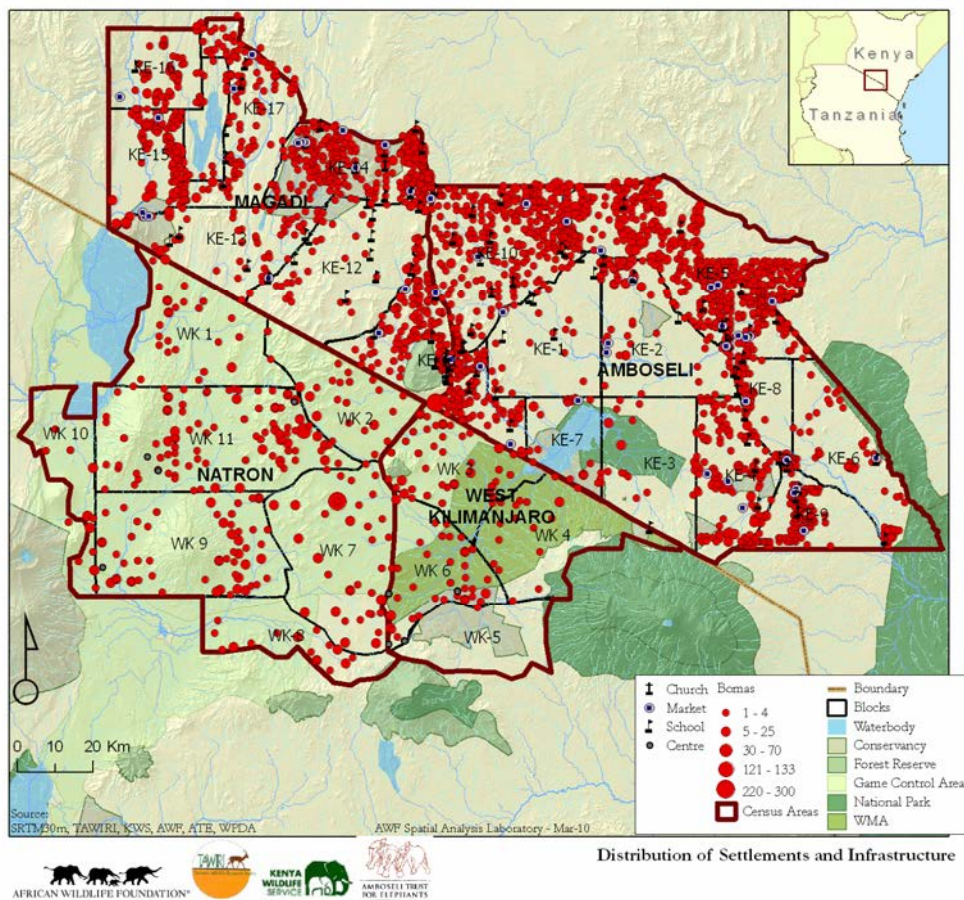 Kenya
Tanzania
KE-17
KE-15
KE-14
MAGADI
KE-13
KE-12
KE-10
KE-5
WK 1
KE-1
KE-2
AMBOSELI
KE-8
WK 2
WK 10
WK 11
NATRON
KE-7
KE-3
KE-6
WEST
KILIMANJARO
WK 4
WK 9
WK 7
WK 6
WK-5
0 10 20 Km
Church
Market
School
Centre
Bomas
1 - 4
5 - 25
30 - 70
121 - 133
220 - 300
Census Areas
Boundary
Blocks
Waterbody
Conservancy
Forest Reserve
Game Control Area
National Park
WMA
Source:
SRTM30m, TAWIRI, KWS, AWF, ATE, WPDA
AWF Spatial Analysis Laboratory - Mar-10
Distribution of Settlements and Infrastructure
AFRICAN WILDLIFE FOUNDATION®
TAWIRI
KENYA
WILDLIFE
SERVICE
AMBOSELI TRUST
FOR ELEPHANTS